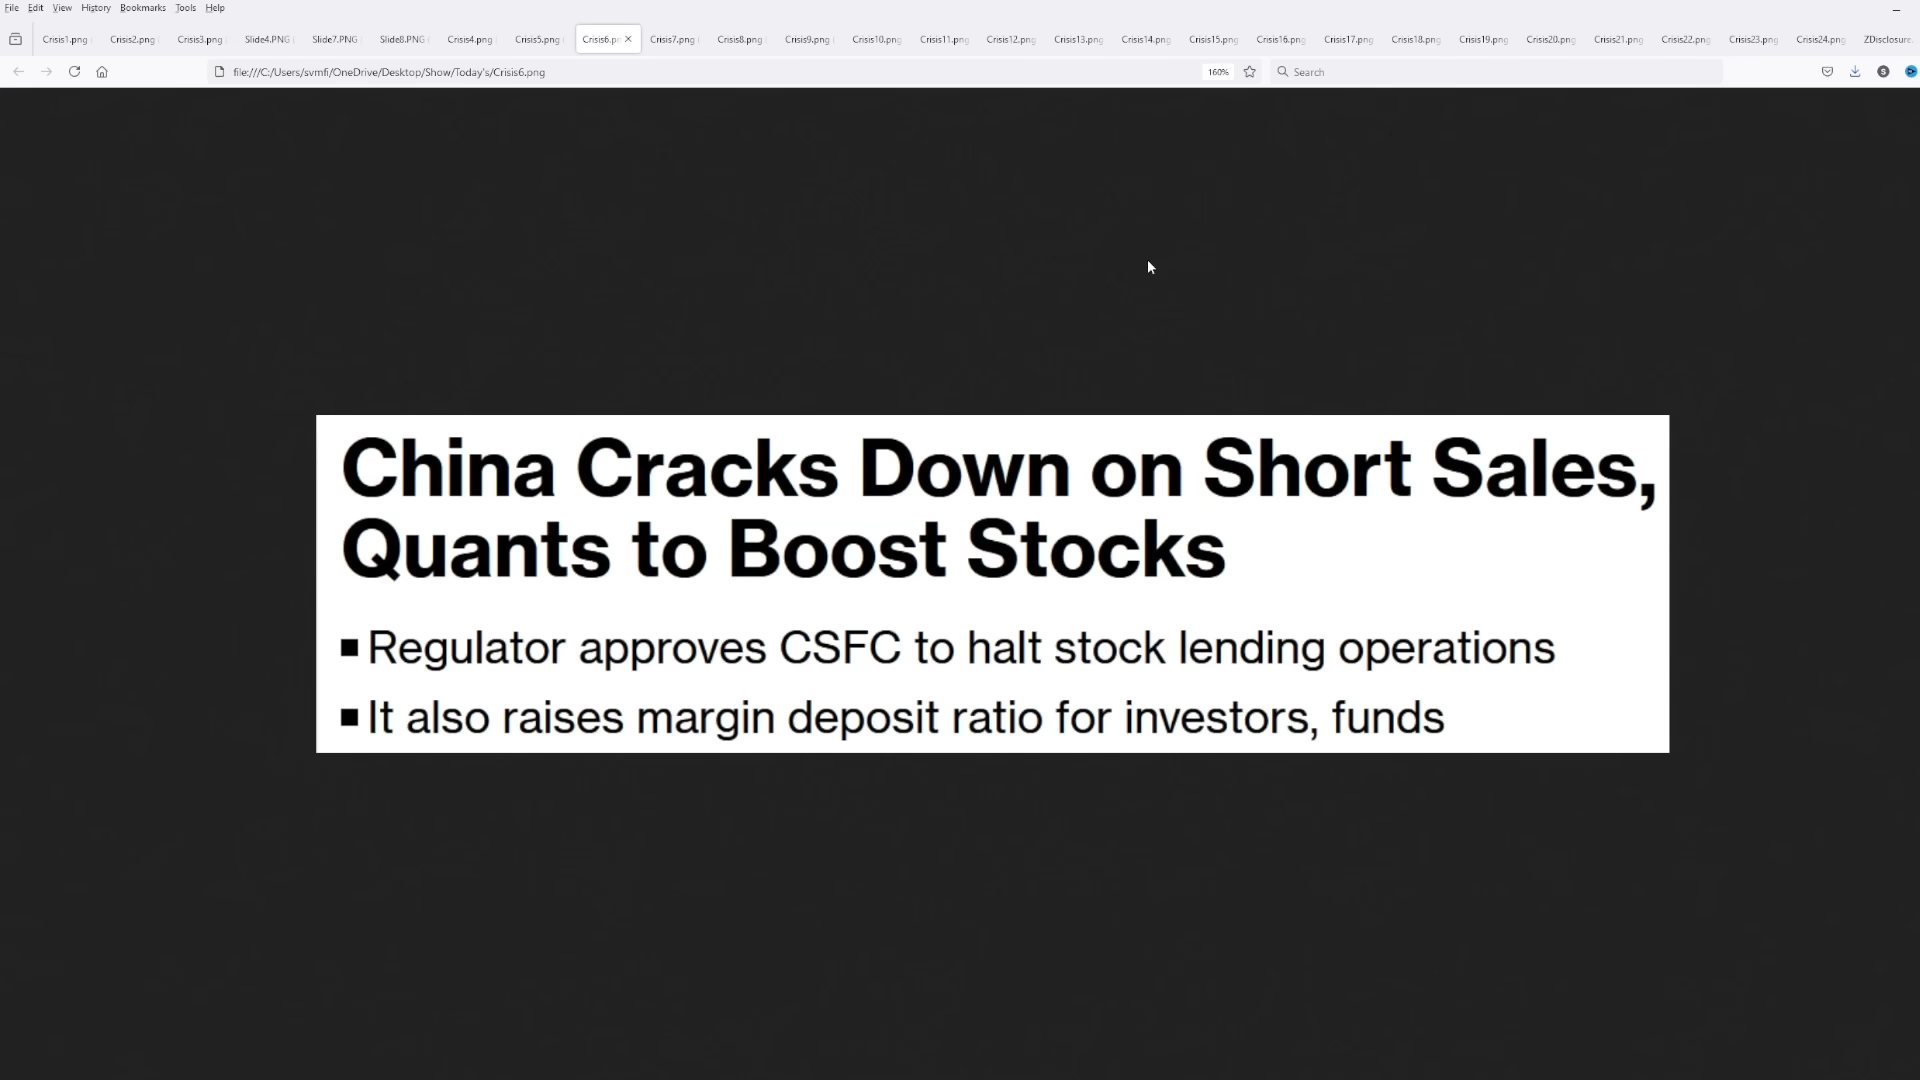 File Edit View History Bookmarks Tools Help
Crisis1.png Crisis2.png Crisis3.png Slide4.PNG Slide7.PNG Slide8.PNG Crisis4.png Crisis5.png Crisis6.pn Crisis7.png Crisis8.png Crisis9.png Crisis10.png Crisis11.png Crisis12.png Crisis13.png Crisis14.png Crisis15.png Crisis16.png Crisis17.png Crisis18.png Crisis19.png Crisis20.png Crisis21.png Crisis22.png Crisis23.png Crisis24.png ZDisclosure.
file:///C:/Users/svmfi/OneDrive/Desktop/Show/Today's/Crisis6.png 160% Search S
China Cracks Down on Short Sales,
Quants to Boost Stocks
■ Regulator approves CSFC to halt stock lending operations
■ It also raises margin deposit ratio for investors, funds